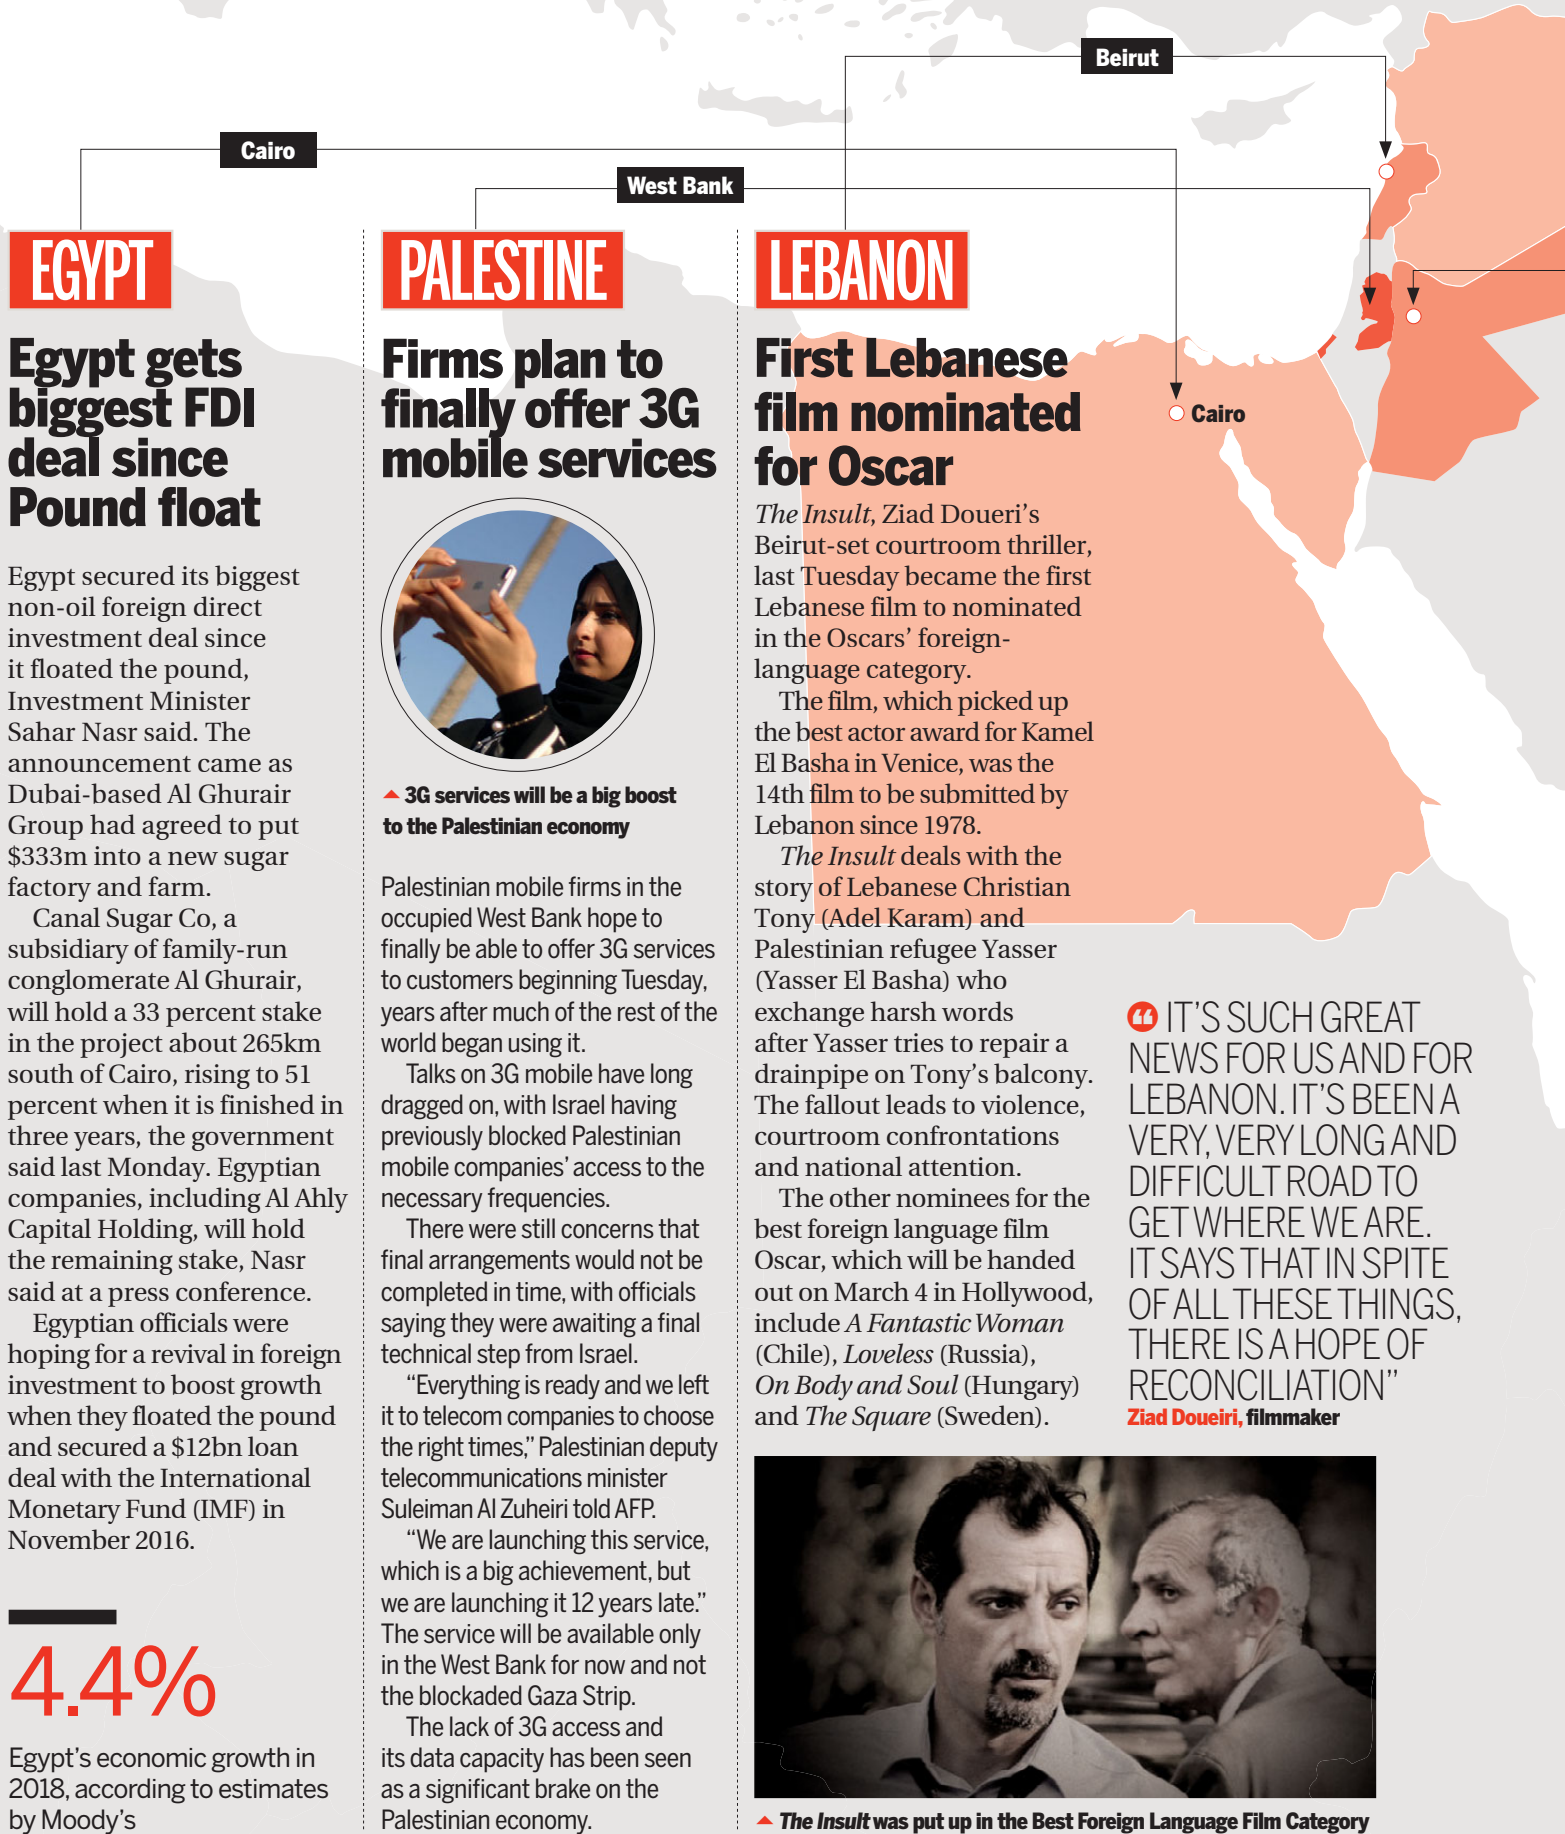 Beirut
Cairo
West Bank
Cairo
EGYPT
Egypt gets
biggest FDI
deal since
Pound float
Egypt secured its biggest
non-oil foreign direct
investment deal since
it floated the pound,
Investment Minister
Sahar Nasr said. The
announcement came as
Dubai-based Al Ghurair
Group had agreed to put
$333m into a new sugar
factory and farm.
Canal Sugar Co, a
subsidiary of family-run
conglomerate Al Ghurair,
will hold a 33 percent stake
in the project about 265km
south of Cairo, rising to 51
percent when it is finished in
three years, the government
said last Monday. Egyptian
companies, including Al Ahly
Capital Holding, will hold
the remaining stake, Nasr
said at a press conference.
Egyptian officials were
hoping for a revival in foreign
investment to boost growth
when they floated the pound
and secured a $12bn loan
deal with the International
Monetary Fund (IMF) in
November 2016.
4.4%
Egypt's economic growth in
2018, according to estimates
by Moody's
PALESTINE
Firms plan to
finally offer 3G
mobile services
3G services will be a big boost
to the Palestinian economy
Palestinian mobile firms in the
occupied West Bank hope to
finally be able to offer 3G services
to customers beginning Tuesday,
years after much of the rest of the
world began using it.
Talks on 3G mobile have long
dragged on, with Israel having
previously blocked Palestinian
mobile companies' access to the
necessary frequencies.
There were still concerns that
final arrangements would not be
completed in time, with officials
saying they were awaiting a final
technical step from Israel.
“Everything is ready and we left
it to telecom companies to choose
the right times,” Palestinian deputy
telecommunications minister
Suleiman Al Zuheiri told AFP.
“We are launching this service,
which is a big achievement, but
we are launching it 12 years late.”
The service will be available only
in the West Bank for now and not
the blockaded Gaza Strip.
The lack of 3G access and
its data capacity has been seen
as a significant brake on the
Palestinian economy.
LEBANON
First Lebanese
film nominated
for Oscar
The Insult, Ziad Doueri's
Beirut-set courtroom thriller,
last Tuesday became the first
Lebanese film to nominated
in the Oscars' foreign-
language category.
The film, which picked up
the best actor award for Kamel
El Basha in Venice, was the
14th film to be submitted by
Lebanon since 1978.
The Insult deals with the
story of Lebanese Christian
Tony (Adel Karam) and
Palestinian refugee Yasser
(Yasser El Basha) who
exchange harsh words
after Yasser tries to repair a
drainpipe on Tony's balcony.
The fallout leads to violence,
courtroom confrontations
and national attention.
The other nominees for the
best foreign language film
Oscar, which will be handed
out on March 4 in Hollywood,
include A Fantastic Woman
(Chile), Loveless (Russia),
On Body and Soul (Hungary)
and The Square (Sweden).
“ IT'S SUCH GREAT
NEWS FOR US AND FOR
LEBANON. IT'S BEEN A
VERY, VERY LONG AND
DIFFICULT ROAD TO
GET WHERE WE ARE.
IT SAYS THAT IN SPITE
OF ALL THESE THINGS,
THERE IS A HOPE OF
RECONCILIATION”
Ziad Doueiri, filmmaker
The Insult was put up in the Best Foreign Language Film Category